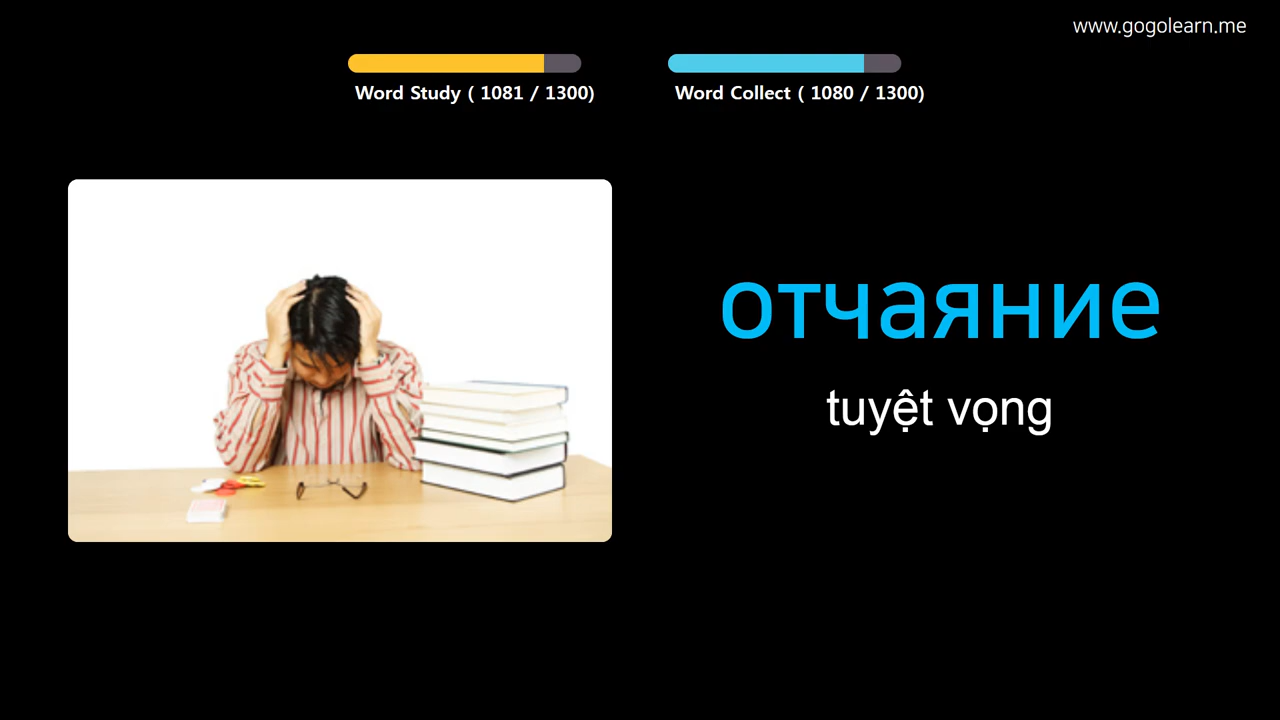 www.gogolearn.me
Word Study ( 1081 / 1300)
Word Collect ( 1080 / 1300)
отчаяние
tuyệt vọng